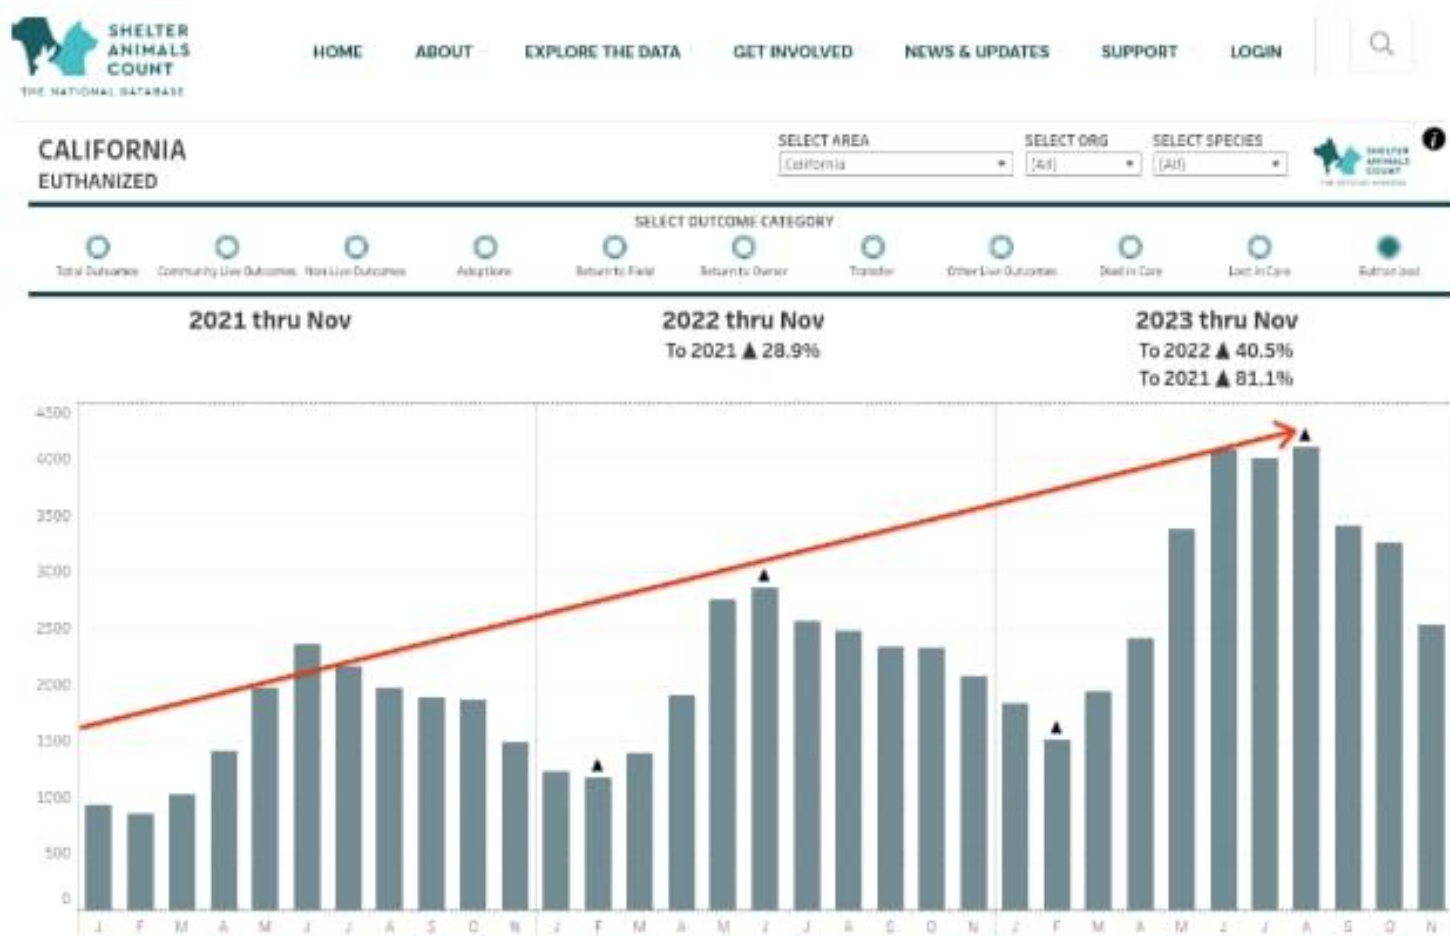 SHELTER
ANIMALS
COUNT
THE NATIONAL DATABASE
HOME ABOUT EXPLORE THE DATA GET INVOLVED NEWS & UPDATES SUPPORT LOGIN
CALIFORNIA
EUTHANIZED
SELECT AREA SELECT ORG SELECT SPECIES
California (All) (All)
SHELTER
ANIMALS
COUNT
i
SELECT OUTCOME CATEGORY
Total Outcomes Community Live Outcomes Non Live Outcomes Adoptions Return to Field Return to Owner Transfer Other Live Outcomes Died in Care Lost in Care Euthanized
2021 thru Nov 2022 thru Nov 2023 thru Nov
To 2021 ▲ 28.9% To 2022 ▲ 40.5%
To 2021 ▲ 81.1%
4500
4000
3500
3000
2500
2000
1500
1000
500
0
J F M A M J J A S O N J F M A M J J A S O N J F M A M J J A S O N